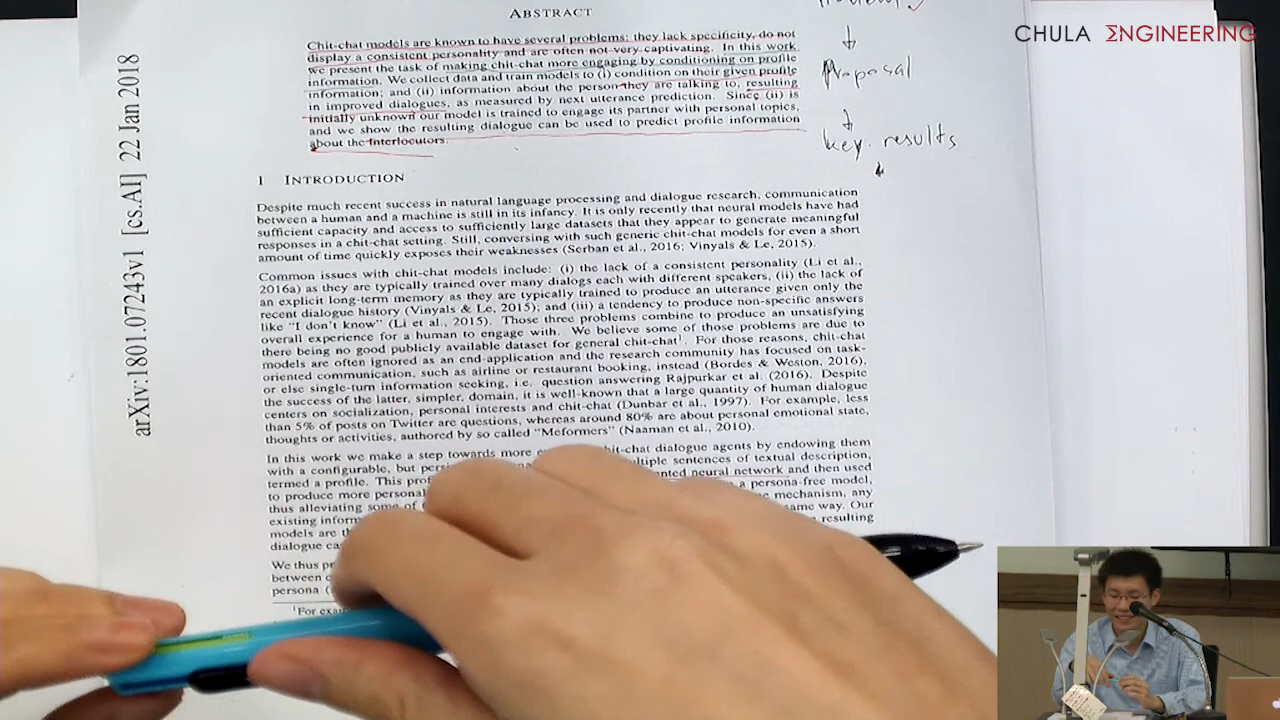 CHULA ΣNGINEERING
ABSTRACT
Chit-chat models are known to have several problems: they lack specificity, do not
display a consistent personality and are often not very captivating. In this work
we present the task of making chit-chat more engaging by conditioning on profile
information. We collect data and train models to (i) condition on their given profile
information; and (ii) information about the person they are talking to, resulting
in improved dialogues, as measured by next utterance prediction. Since (ii) is
initially unknown our model is trained to engage its partner with personal topics,
and we show the resulting dialogue can be used to predict profile information
about the interlocutors.
proposal
key results
arXiv:1801.07243v1 [cs.AI] 22 Jan 2018
1 INTRODUCTION
Despite much recent success in natural language processing and dialogue research, communication
between a human and a machine is still in its infancy. It is only recently that neural models have had
sufficient capacity and access to sufficiently large datasets that they appear to generate meaningful
responses in a chit-chat setting. Still, conversing with such generic chit-chat models for even a short
amount of time quickly exposes their weaknesses (Serban et al., 2016; Vinyals & Le, 2015).
Common issues with chit-chat models include: (i) the lack of a consistent personality (Li et al.,
2016a) as they are typically trained over many dialogs each with different speakers, (ii) the lack of
an explicit long-term memory as they are typically trained to produce an utterance given only the
recent dialogue history (Vinyals & Le, 2015); and (iii) a tendency to produce non-specific answers
like "I don't know" (Li et al., 2015). Those three problems combine to produce an unsatisfying
overall experience for a human to engage with. We believe some of those problems are due to
there being no good publicly available dataset for general chit-chat1. For those reasons, chit-chat
models are often ignored as an end-application and the research community has focused on task-
oriented communication, such as airline or restaurant booking, instead (Bordes & Weston, 2016),
or else single-turn information seeking, i.e. question answering Rajpurkar et al. (2016). Despite
the success of the latter, simpler, domain, it is well-known that a large quantity of human dialogue
centers on socialization, personal interests and chit-chat (Dunbar et al., 1997). For example, less
than 5% of posts on Twitter are questions, whereas around 80% are about personal emotional state,
thoughts or activities, authored by so called "Meformers" (Naaman et al., 2010).
In this work we make a step towards more chit-chat dialogue agents by endowing them
with a configurable, but multiple sentences of textual description,
termed a profile. This neural network and then used
to produce more a persona-free model,
thus alleviating some of mechanism, any
existing same way. Our
models are resulting
dialogue
We thus
between
persona
1For